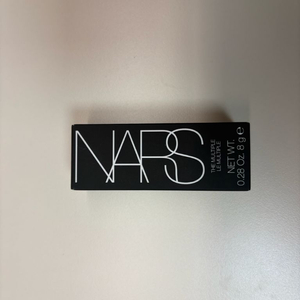 NARS
THE MULTIPLE
LE MULTIPLE
NET WT.
0.28 Oz. 8 g ℮